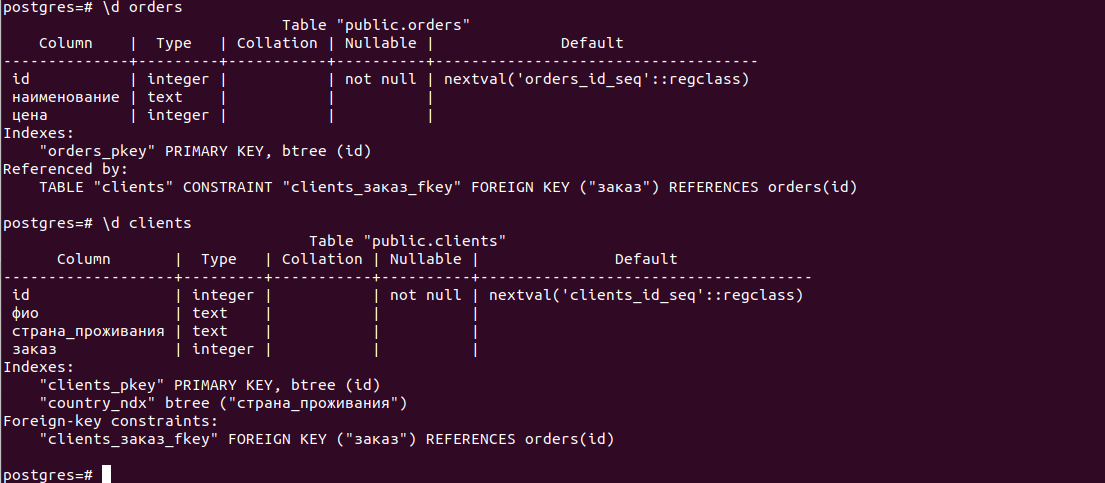 postgres=# \d orders
                               Table "public.orders"
    Column    |  Type   | Collation | Nullable |              Default
--------------+---------+-----------+----------+------------------------------------
 id           | integer |           | not null | nextval('orders_id_seq'::regclass)
 наименование | text    |           |          |
 цена         | integer |           |          |
Indexes:
    "orders_pkey" PRIMARY KEY, btree (id)
Referenced by:
    TABLE "clients" CONSTRAINT "clients_заказ_fkey" FOREIGN KEY ("заказ") REFERENCES orders(id)

postgres=# \d clients
                                  Table "public.clients"
      Column       |  Type   | Collation | Nullable |               Default
-------------------+---------+-----------+----------+-------------------------------------
 id                | integer |           | not null | nextval('clients_id_seq'::regclass)
 фио               | text    |           |          |
 страна_проживания | text    |           |          |
 заказ             | integer |           |          |
Indexes:
    "clients_pkey" PRIMARY KEY, btree (id)
    "country_ndx" btree ("страна_проживания")
Foreign-key constraints:
    "clients_заказ_fkey" FOREIGN KEY ("заказ") REFERENCES orders(id)

postgres=#